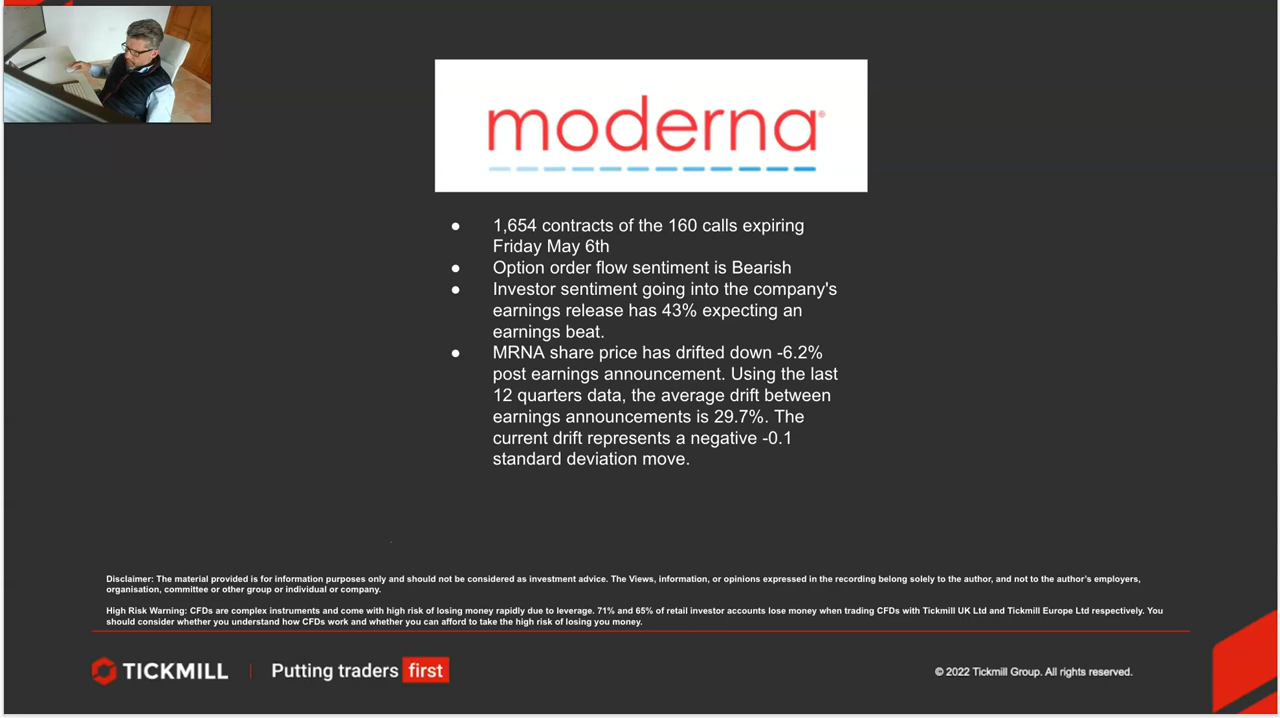 moderna
● 1,654 contracts of the 160 calls expiring
Friday May 6th
● Option order flow sentiment is Bearish
● Investor sentiment going into the company's
earnings release has 43% expecting an
earnings beat.
● MRNA share price has drifted down -6.2%
post earnings announcement. Using the last
12 quarters data, the average drift between
earnings announcements is 29.7%. The
current drift represents a negative -0.1
standard deviation move.
Disclaimer: The material provided is for information purposes only and should not be considered as investment advice. The Views, information, or opinions expressed in the recording belong solely to the author, and not to the author's employers,
organisation, committee or other group or individual or company.
High Risk Warning: CFDs are complex instruments and come with high risk of losing money rapidly due to leverage. 71% and 65% of retail investor accounts lose money when trading CFDs with Tickmill UK Ltd and Tickmill Europe Ltd respectively. You
should consider whether you understand how CFDs work and whether you can afford to take the high risk of losing you money.
TICKMILL | Putting traders first
© 2022 Tickmill Group. All rights reserved.